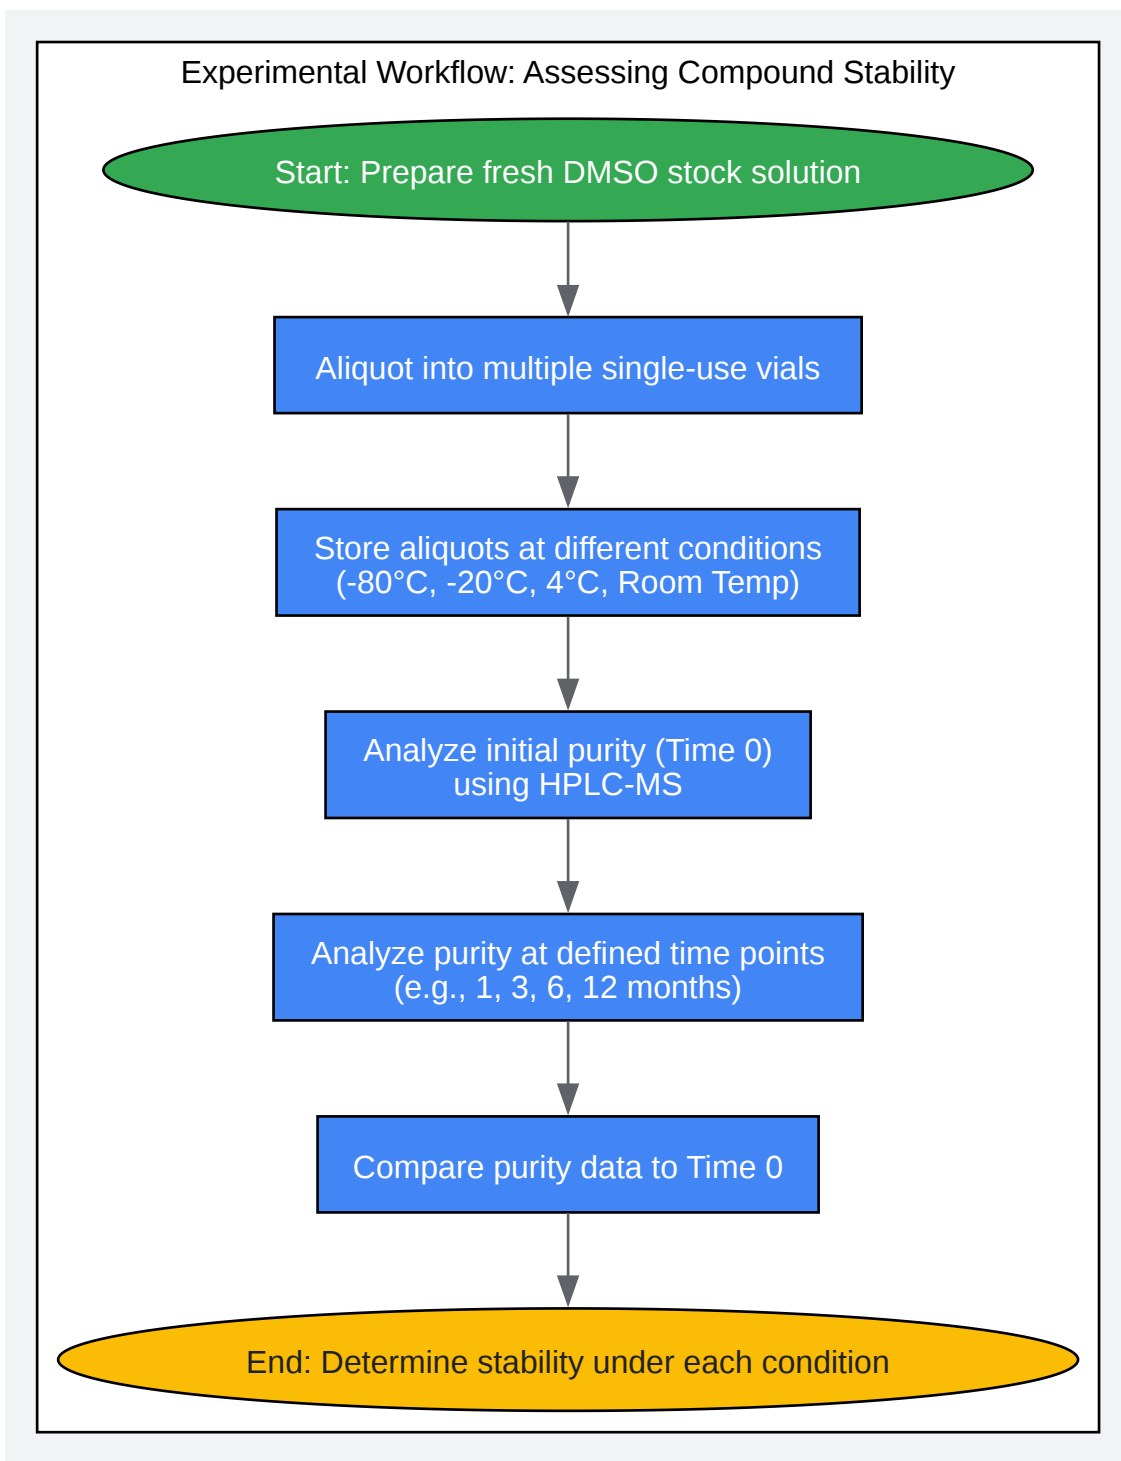 Experimental Workflow: Assessing Compound Stability
Start: Prepare fresh DMSO stock solution
Aliquot into multiple single-use vials
Store aliquots at different conditions
(-80°C, -20°C, 4°C, Room Temp)
Analyze initial purity (Time 0)
using HPLC-MS
Analyze purity at defined time points
(e.g., 1, 3, 6, 12 months)
Compare purity data to Time 0
End: Determine stability under each condition